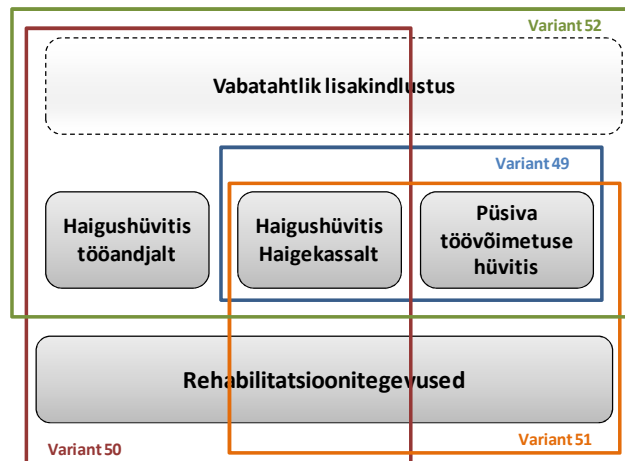 Variant 52
Vabatahtlik lisakindlustus
Variant 49
Haigushüvitis
tööandjalt
Haigushüvitis
Haigekassalt
Püsiva
töövõimetuse
hüvitis
Rehabilitatsioonitegevused
Variant 50
Variant 51